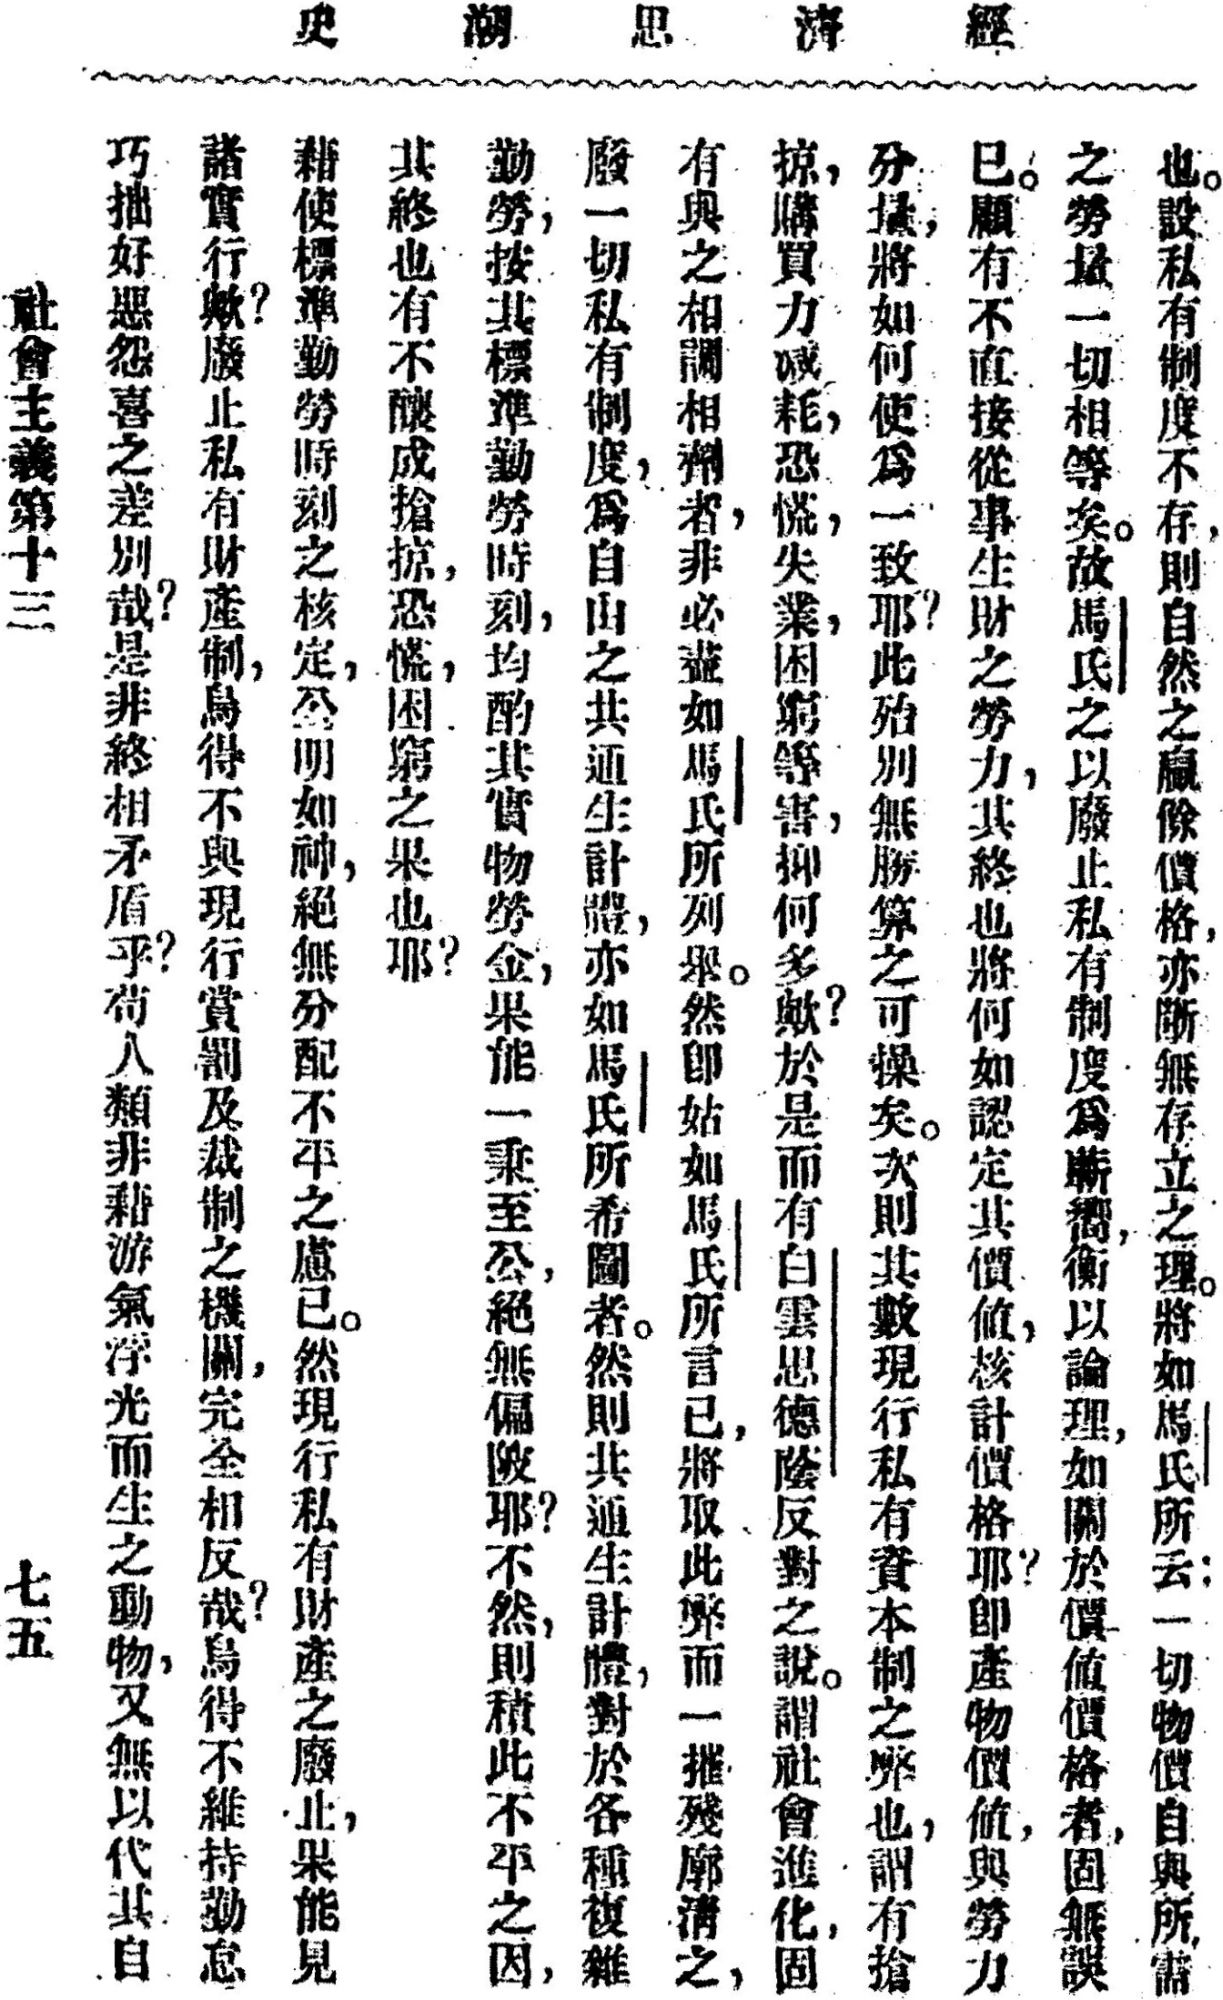 經濟思潮史
也。設私有制度不存，則自然之贏餘價格，亦斷無存立之理。將如馬氏所云：一切物價自與所需
之勞量一切相等矣。故馬氏之以廢止私有制度爲蘄嚮，衡以論理，如關於價値價格者，固無誤
已。顧有不直接從事生財之勞力，其終也將何如認定其價値，核計價格耶？卽產物價値，與勞力
分量，將如何使爲一致耶？此殆別無勝算之可操矣。次則其數現行私有資本制之弊也，謂有搶
掠，購買力減耗，恐慌，失業，困窮等害，抑何多歟？於是而有白雲思德蔭反對之說。謂社會進化，固
有與之相調相劑者，非必盡如馬氏所列舉。然卽姑如馬氏所言已，將取此弊而一摧殘廓淸之，
廢一切私有制度，爲自由之共通生計體，亦如馬氏所希圖者。然則共通生計體，對於各種複雜
勤勞，按其標準勤勞時刻，均酌其實物勞金，果能一秉至公，絕無偏陂耶？不然，則積此不平之因，
其終也有不釀成搶掠，恐慌，困窮之果也耶？
藉使標準勤勞時刻之核定，公明如神，絕無分配不平之慮已。然現行私有財產之廢止，果能見
諸實行歟？廢止私有財產制，烏得不與現行賞罰及裁制之機關，完全相反哉？烏得不維持勤怠
巧拙好惡怨喜之差別哉？是非終相矛盾乎？苟人類非藉游氣浮光而生之動物，又無以代其自
社會主義第十三
七五